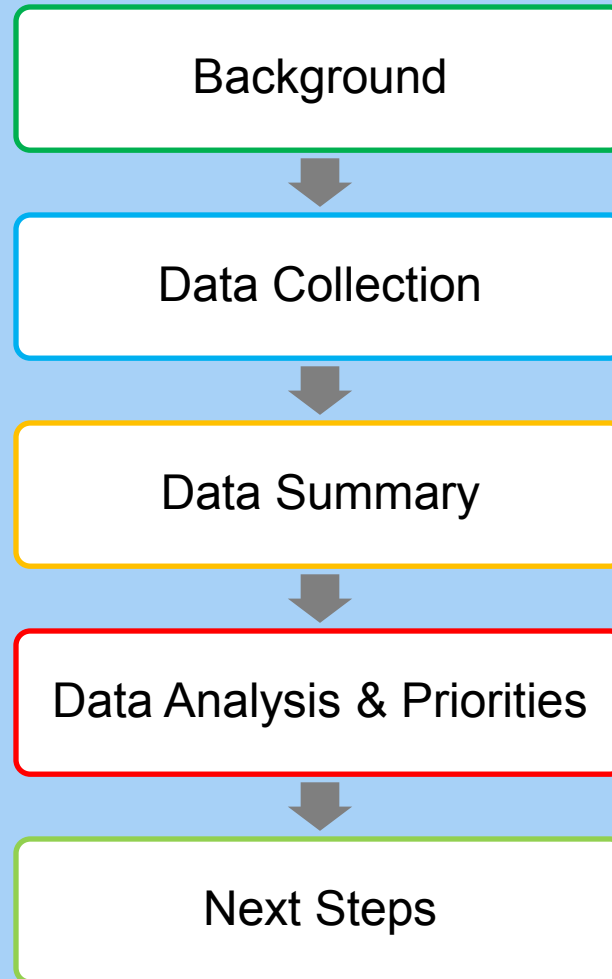 Background
Data Collection
Data Summary
Data Analysis & Priorities
Next Steps